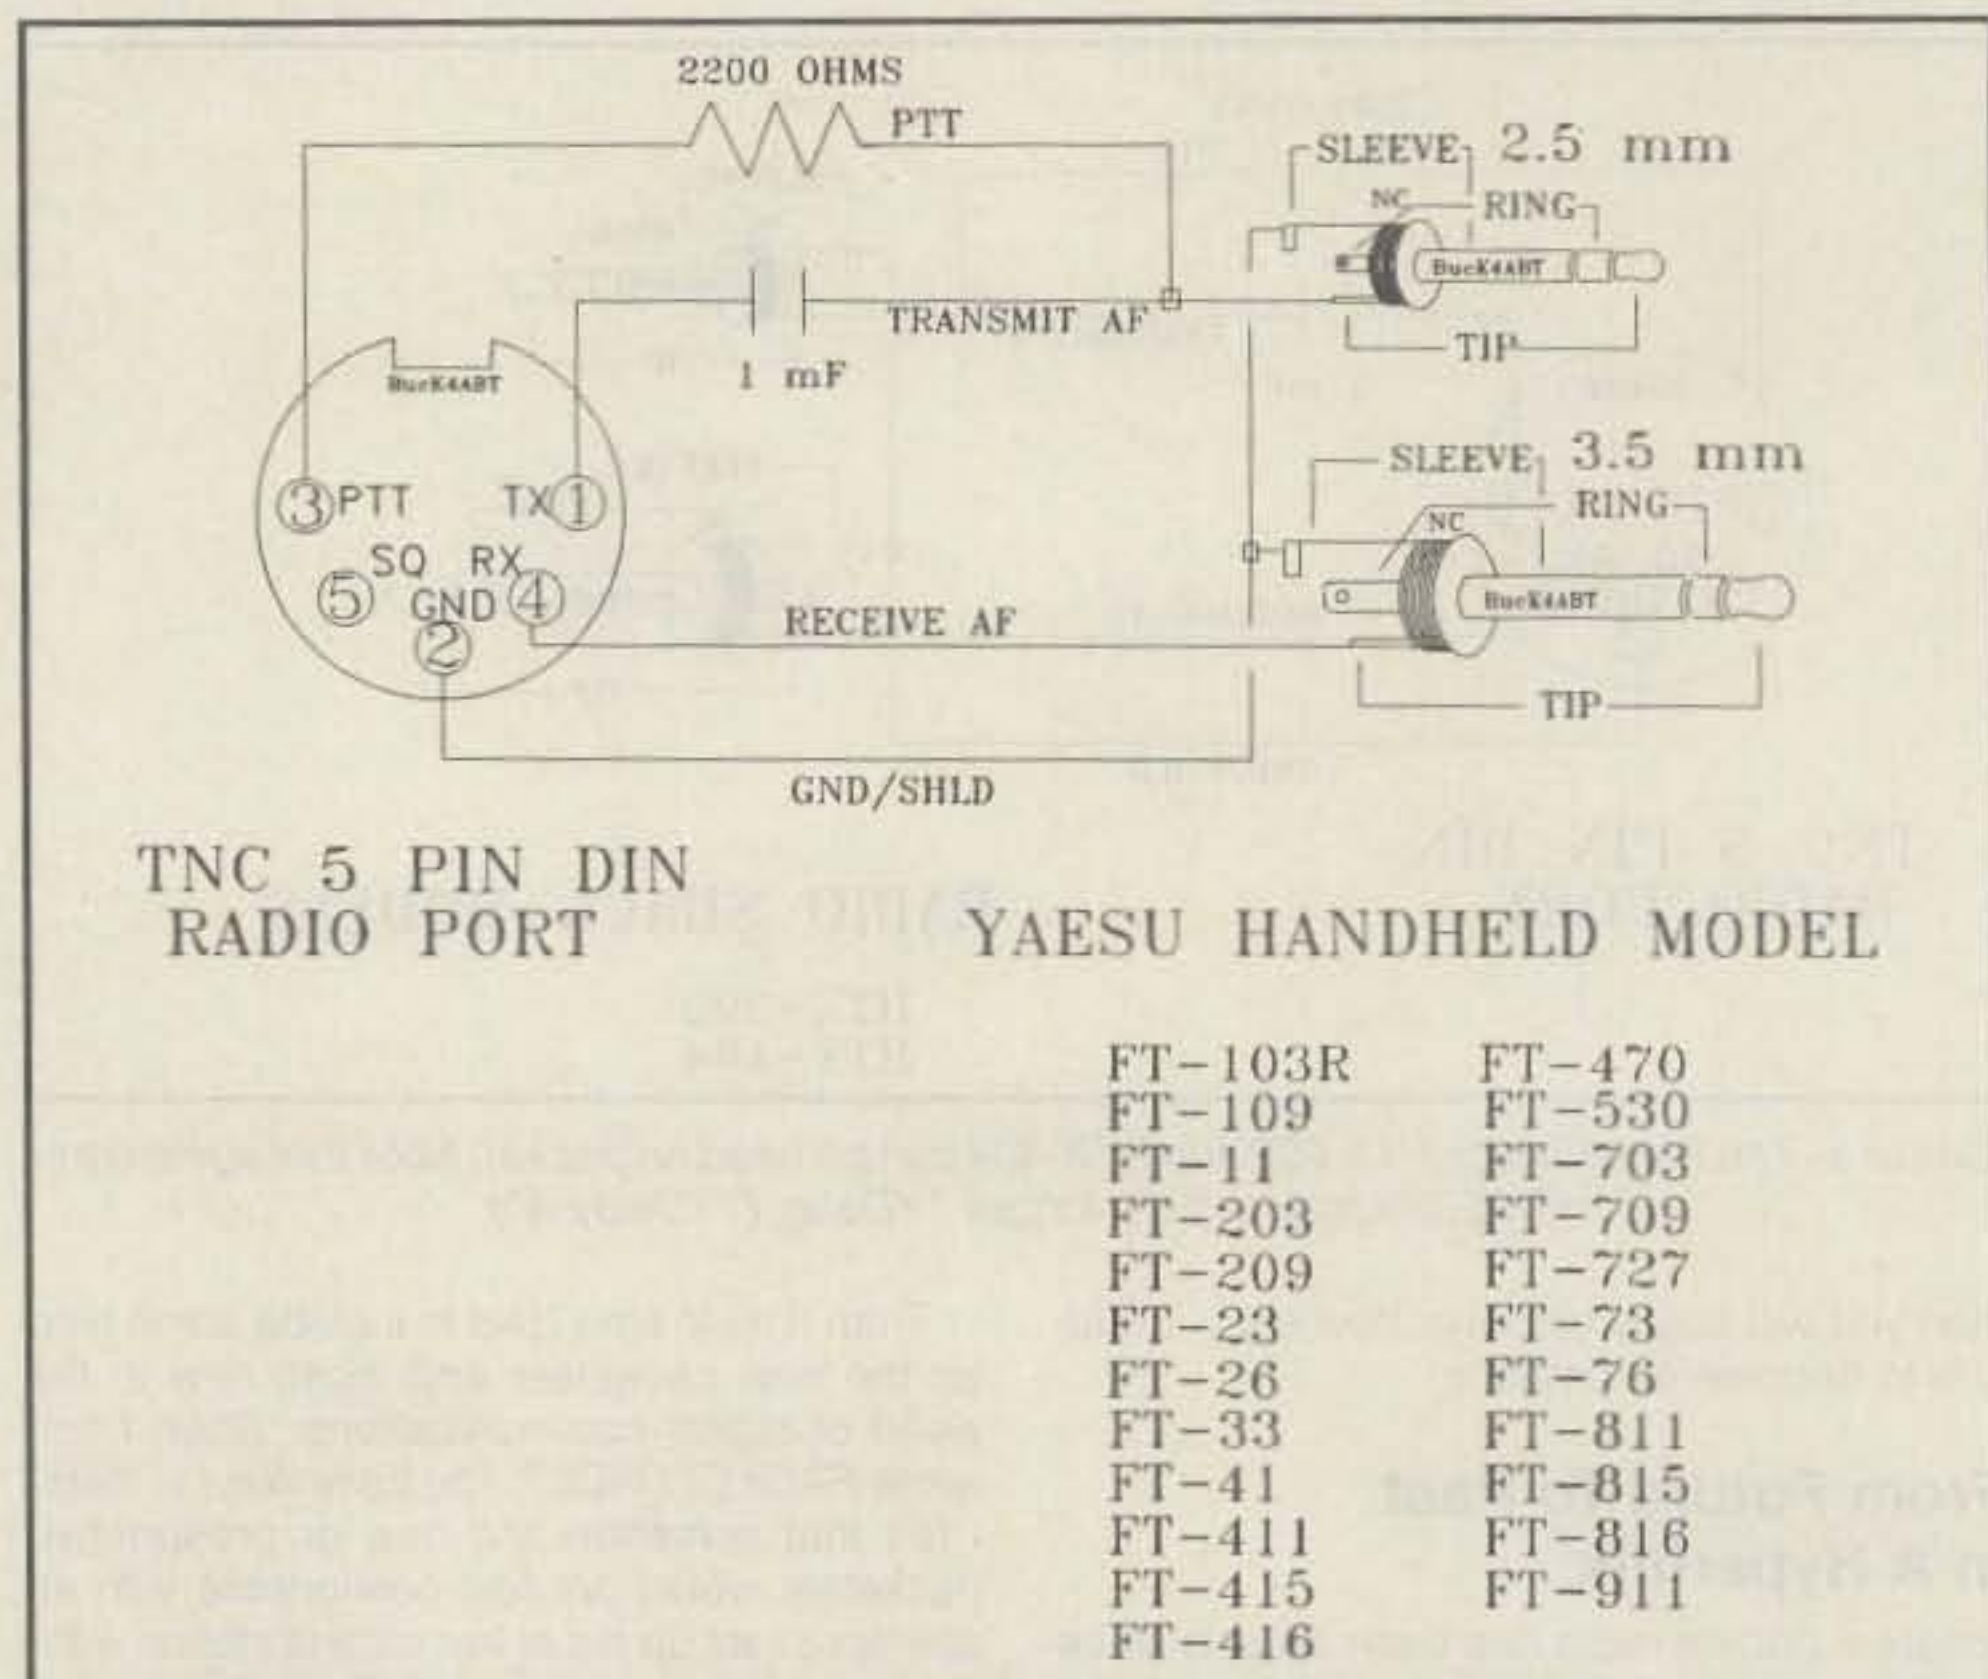 2200 OHMS
PTT
SLEEVE 2.5 mm
NC RING
BucK4ABT
TRANSMIT AF
TIP
1 mF
BucK4ABT
SLEEVE 3.5 mm
RING
NC
3 PTT TX 1
SQ RX
5 GND 4
2
BucK4ABT
RECEIVE AF
TIP
GND/SHLD
TNC 5 PIN DIN
RADIO PORT
YAESU HANDHELD MODEL
FT-103R FT-470
FT-109 FT-530
FT-11 FT-703
FT-203 FT-709
FT-209 FT-727
FT-23 FT-73
FT-26 FT-76
FT-33 FT-811
FT-41 FT-815
FT-411 FT-816
FT-415 FT-911
FT-416